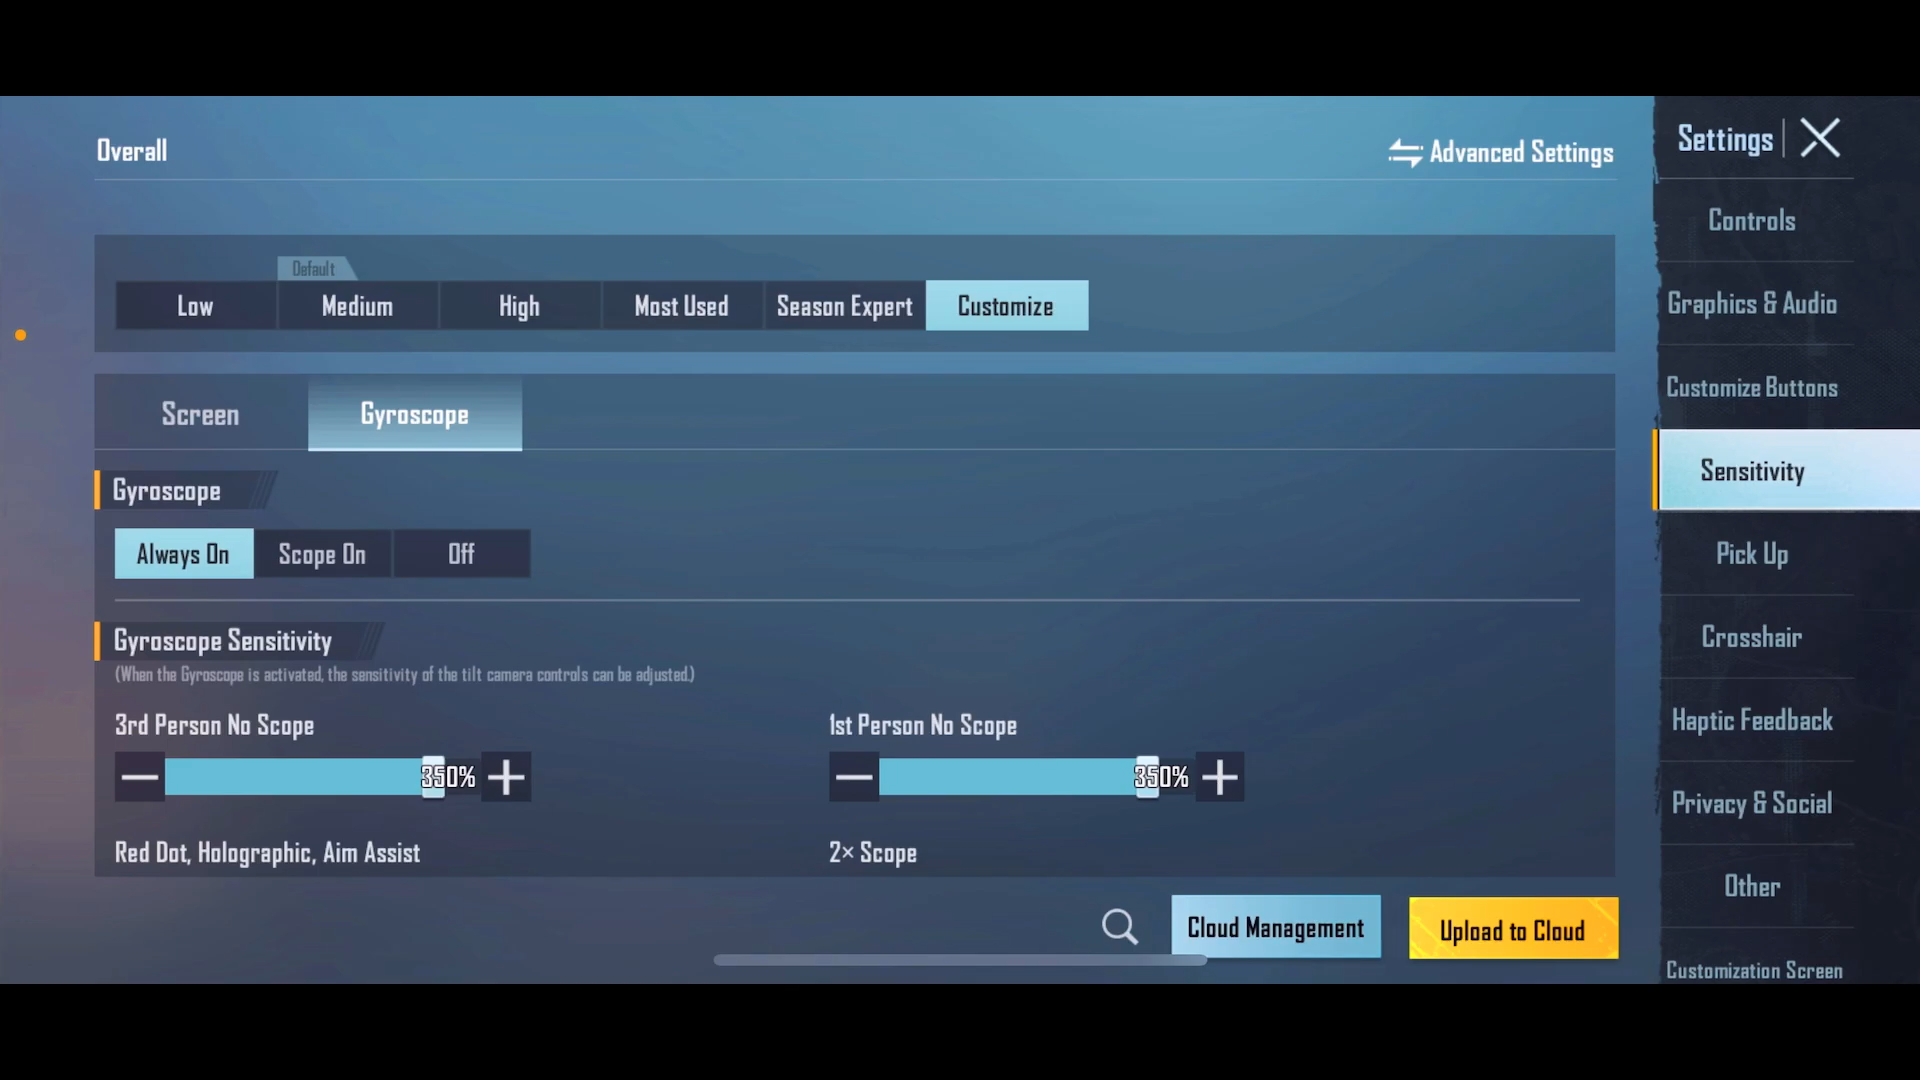 Overall
Advanced Settings
Settings
Default
Low
Medium
High
Most Used
Season Expert
Customize
Screen
Gyroscope
Gyroscope
Always On
Scope On
Off
Gyroscope Sensitivity
(When the Gyroscope is activated, the sensitivity of the tilt camera controls can be adjusted.)
3rd Person No Scope
1st Person No Scope
350%
350%
Red Dot, Holographic, Aim Assist
2× Scope
Cloud Management
Upload to Cloud
Controls
Graphics & Audio
Customize Buttons
Sensitivity
Pick Up
Crosshair
Haptic Feedback
Privacy & Social
Other
Customization Screen